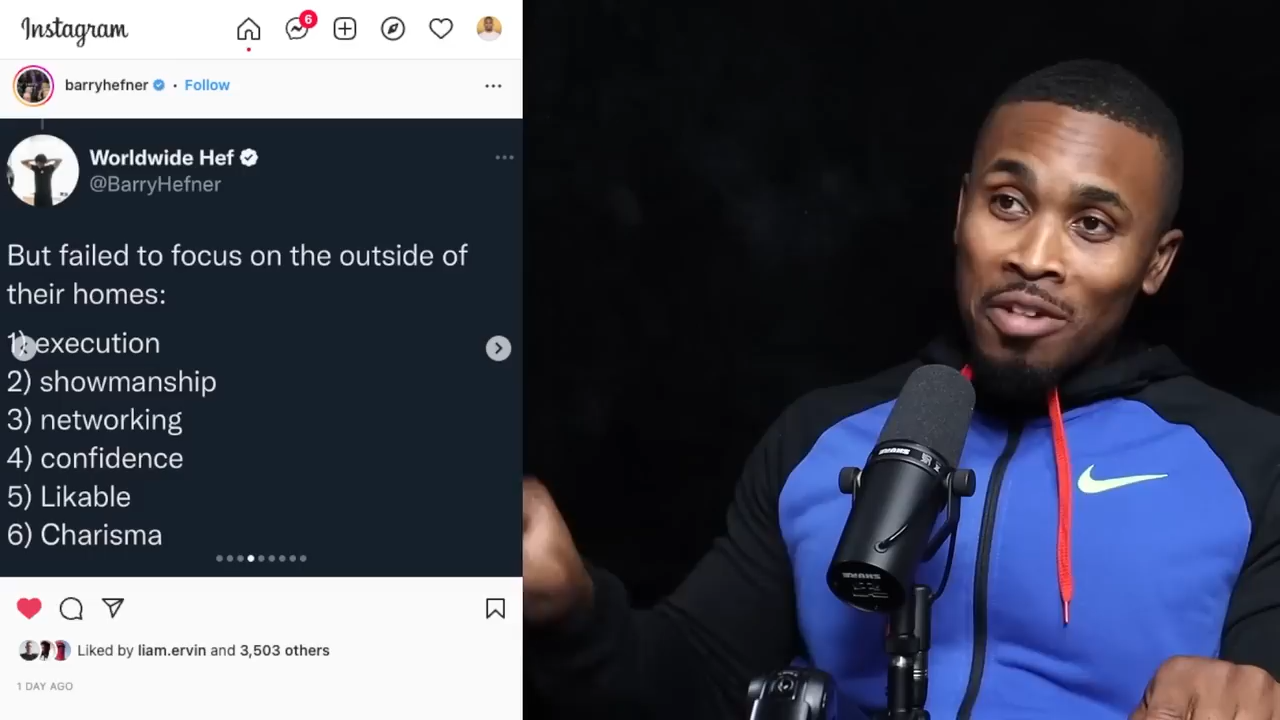 Instagram
6
barryhefner · Follow
Worldwide Hef
@BarryHefner
But failed to focus on the outside of
their homes:
1) execution
2) showmanship
3) networking
4) confidence
5) Likable
6) Charisma
Liked by liam.ervin and 3,503 others
1 DAY AGO
SHURE
SHURE